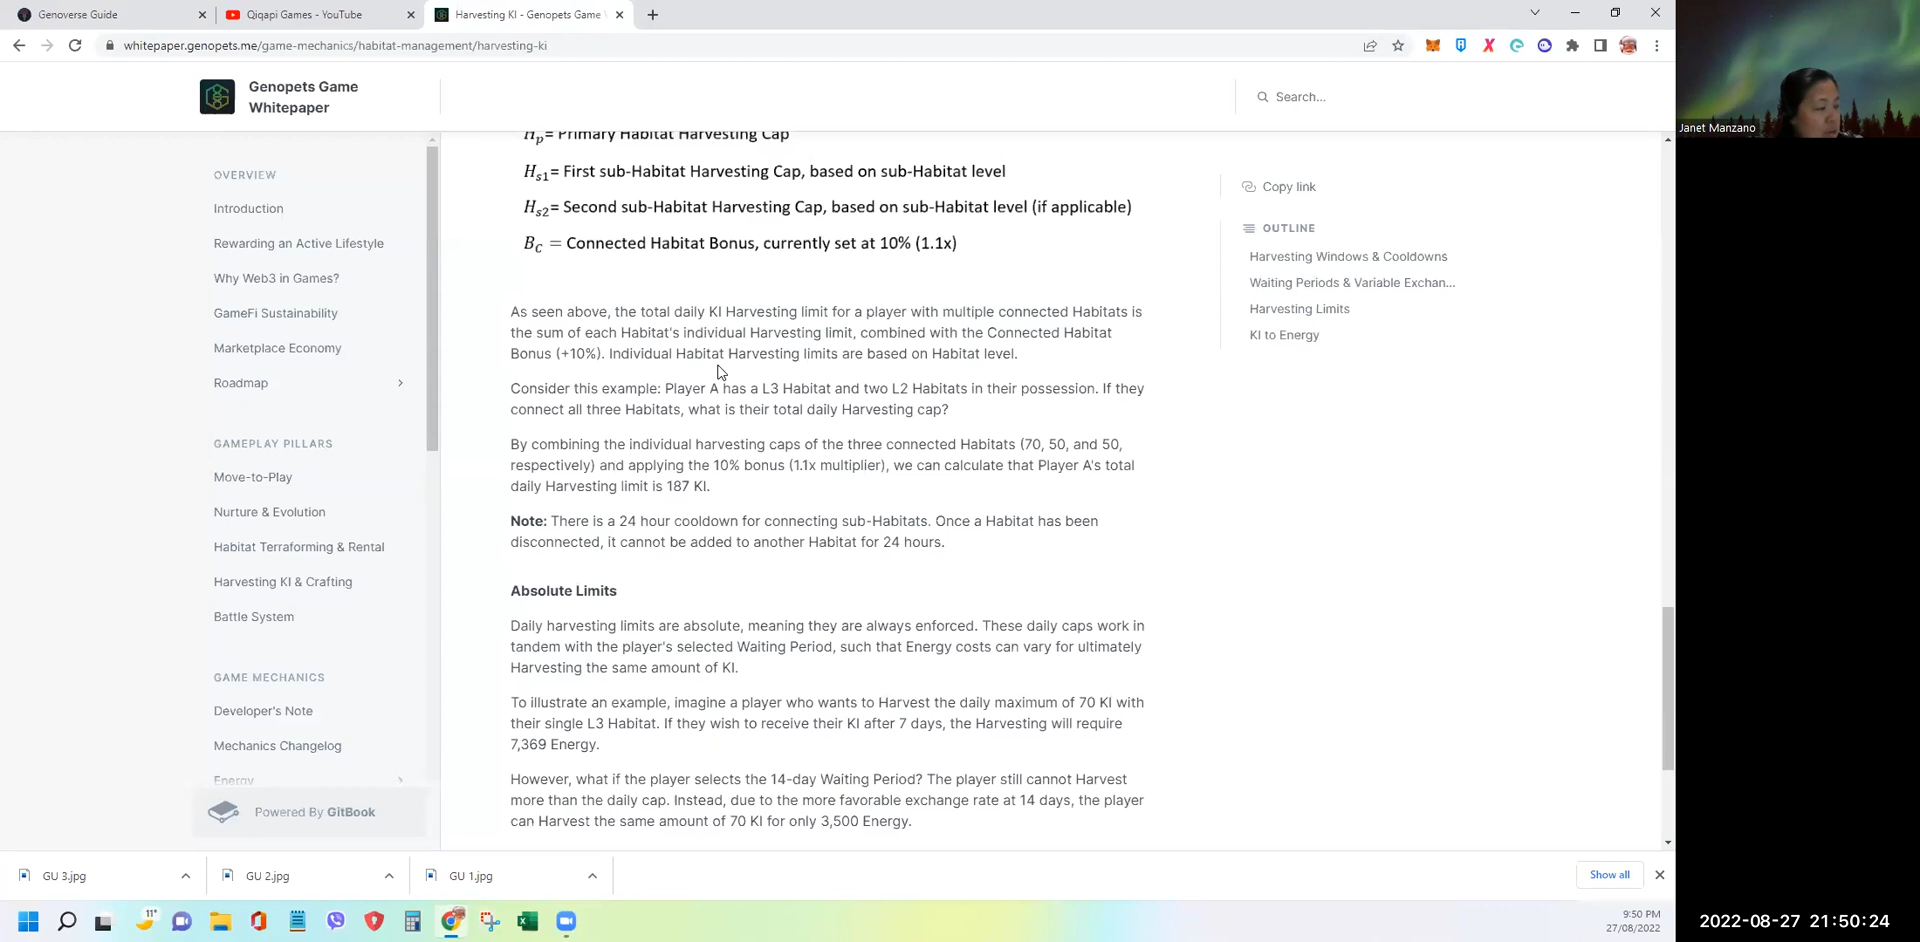 Genoverse Guide
Qiqapi Games - YouTube
Harvesting KI - Genopets Game
whitepaper.genopets.me/game-mechanics/habitat-management/harvesting-ki
Genopets Game
Whitepaper
Search...
Janet Manzano
OVERVIEW
Introduction
Rewarding an Active Lifestyle
Why Web3 in Games?
GameFi Sustainability
Marketplace Economy
Roadmap
GAMEPLAY PILLARS
Move-to-Play
Nurture & Evolution
Habitat Terraforming & Rental
Harvesting KI & Crafting
Battle System
GAME MECHANICS
Developer's Note
Mechanics Changelog
Energy
Powered By GitBook
Hp= Primary Habitat Harvesting Cap
Hs1= First sub-Habitat Harvesting Cap, based on sub-Habitat level
Hs2= Second sub-Habitat Harvesting Cap, based on sub-Habitat level (if applicable)
BC = Connected Habitat Bonus, currently set at 10% (1.1x)
As seen above, the total daily KI Harvesting limit for a player with multiple connected Habitats is
the sum of each Habitat's individual Harvesting limit, combined with the Connected Habitat
Bonus (+10%). Individual Habitat Harvesting limits are based on Habitat level.
Consider this example: Player A has a L3 Habitat and two L2 Habitats in their possession. If they
connect all three Habitats, what is their total daily Harvesting cap?
By combining the individual harvesting caps of the three connected Habitats (70, 50, and 50,
respectively) and applying the 10% bonus (1.1x multiplier), we can calculate that Player A's total
daily Harvesting limit is 187 KI.
Note: There is a 24 hour cooldown for connecting sub-Habitats. Once a Habitat has been
disconnected, it cannot be added to another Habitat for 24 hours.
Absolute Limits
Daily harvesting limits are absolute, meaning they are always enforced. These daily caps work in
tandem with the player's selected Waiting Period, such that Energy costs can vary for ultimately
Harvesting the same amount of KI.
To illustrate an example, imagine a player who wants to Harvest the daily maximum of 70 KI with
their single L3 Habitat. If they wish to receive their KI after 7 days, the Harvesting will require
7,369 Energy.
However, what if the player selects the 14-day Waiting Period? The player still cannot Harvest
more than the daily cap. Instead, due to the more favorable exchange rate at 14 days, the player
can Harvest the same amount of 70 KI for only 3,500 Energy.
Copy link
OUTLINE
Harvesting Windows & Cooldowns
Waiting Periods & Variable Exchan...
Harvesting Limits
KI to Energy
GU 3.jpg
GU 2.jpg
GU 1.jpg
Show all
11°
9:50 PM
27/08/2022
2022-08-27 21:50:24